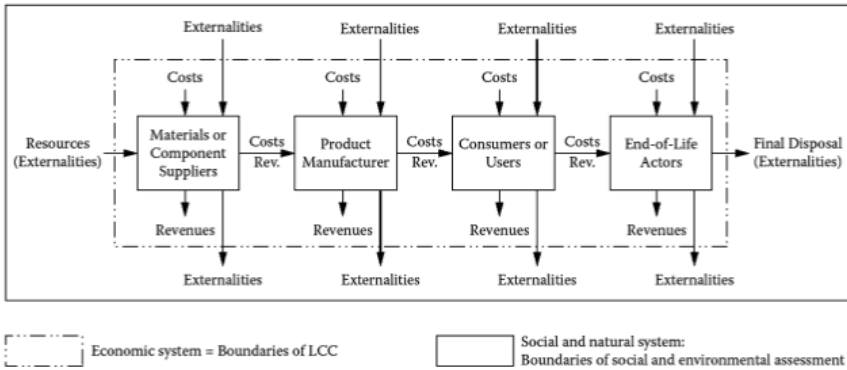 Externalities Externalities Externalities Externalities
Costs Costs Costs Costs
Resources
(Externalities)
Materials or
Component
Suppliers
Costs
Rev.
Product
Manufacturer
Costs
Rev.
Consumers or
Users
Costs
Rev.
End-of-Life
Actors
Final Disposal
(Externalities)
Revenues Revenues Revenues Revenues
Externalities Externalities Externalities Externalities
Economic system = Boundaries of LCC
Social and natural system:
Boundaries of social and environmental assessment